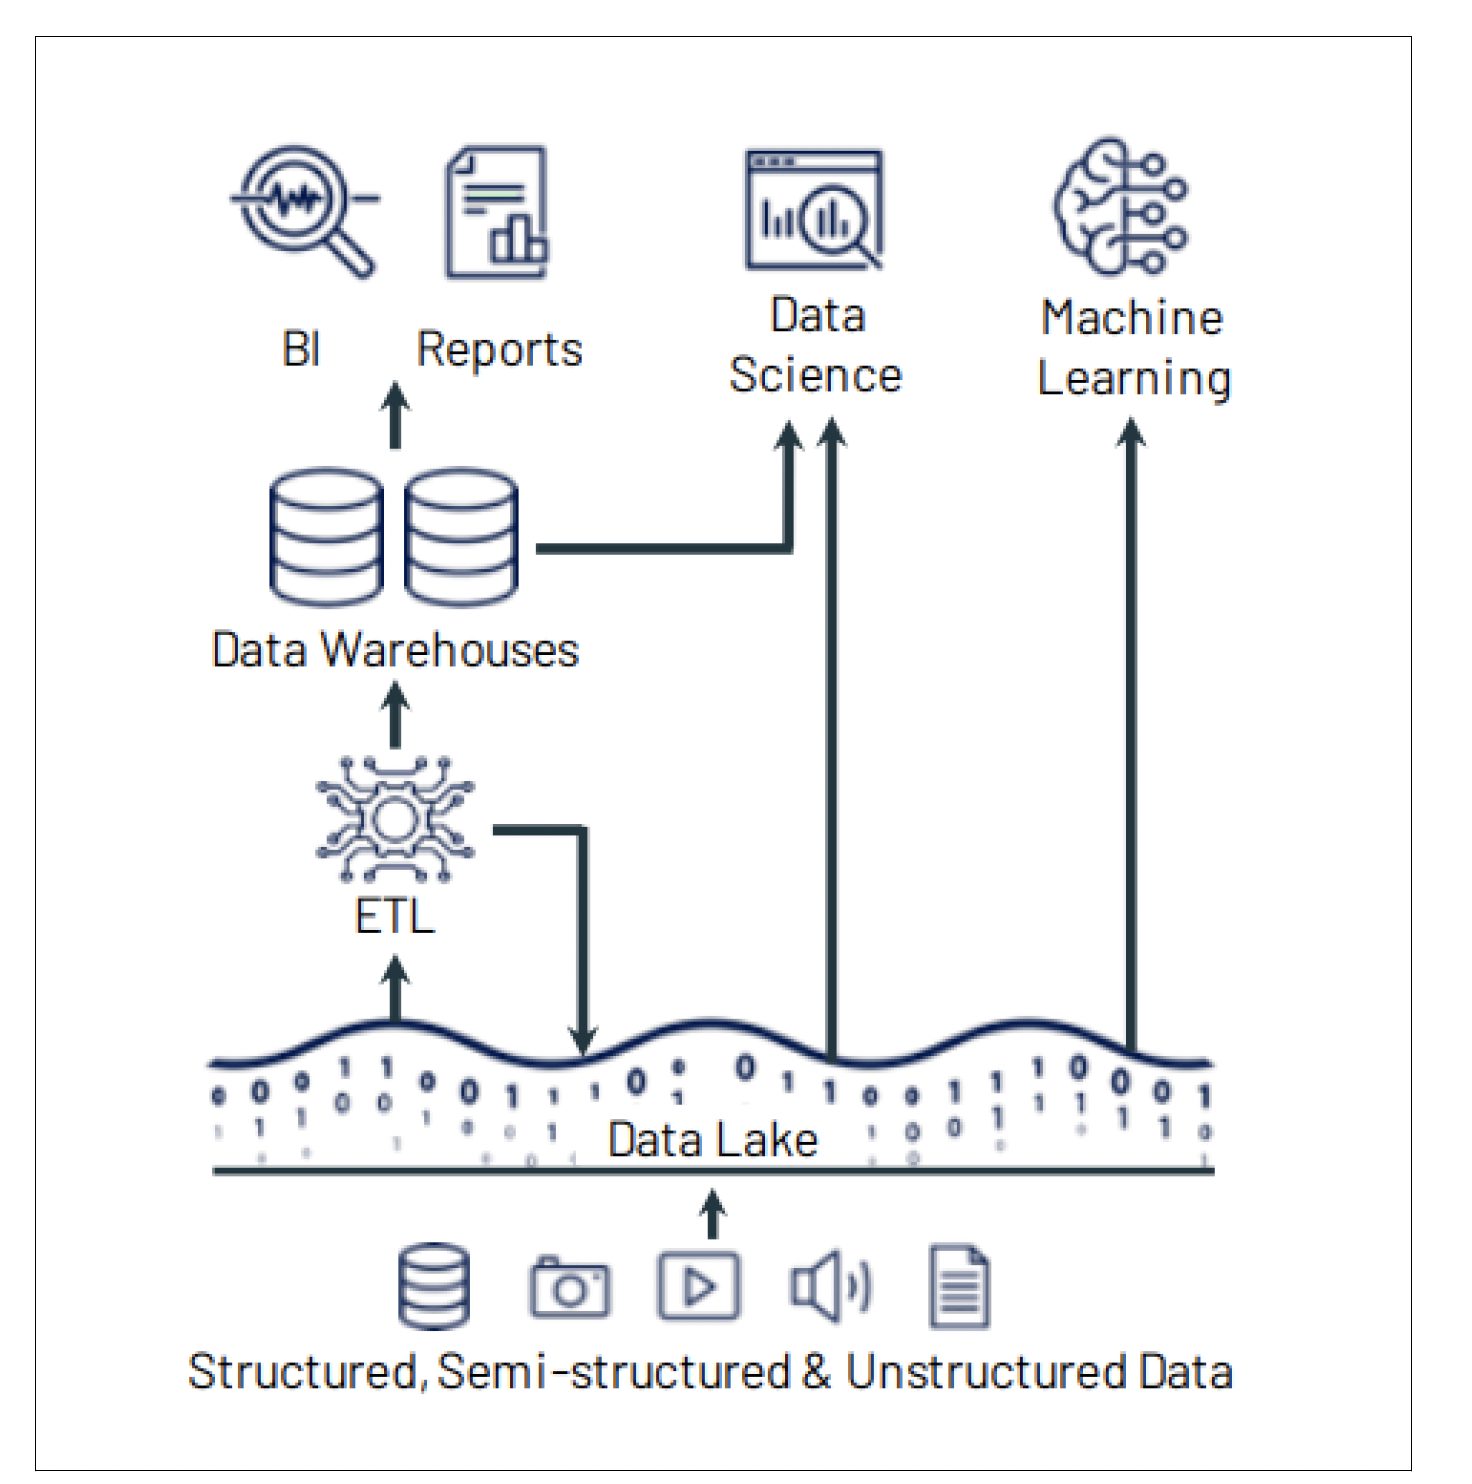 BI
Reports
Data
Science
Machine
Learning
Data Warehouses
ETL
Data Lake
Structured, Semi-structured & Unstructured Data